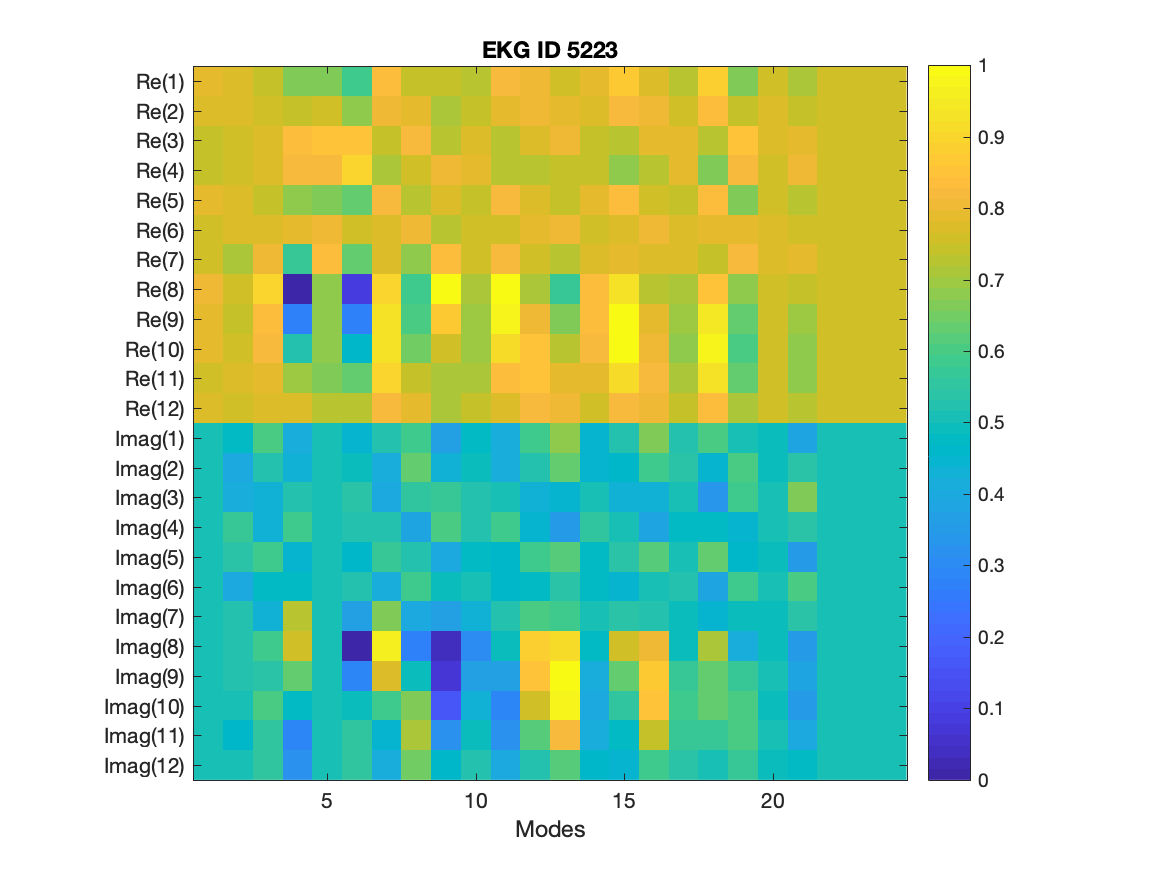 EKG ID 5223
Re(1)
Re(2)
Re(3)
Re(4)
Re(5)
Re(6)
Re(7)
Re(8)
Re(9)
Re(10)
Re(11)
Re(12)
Imag(1)
Imag(2)
Imag(3)
Imag(4)
Imag(5)
Imag(6)
Imag(7)
Imag(8)
Imag(9)
Imag(10)
Imag(11)
Imag(12)
5 10 15 20
Modes
1
0.9
0.8
0.7
0.6
0.5
0.4
0.3
0.2
0.1
0